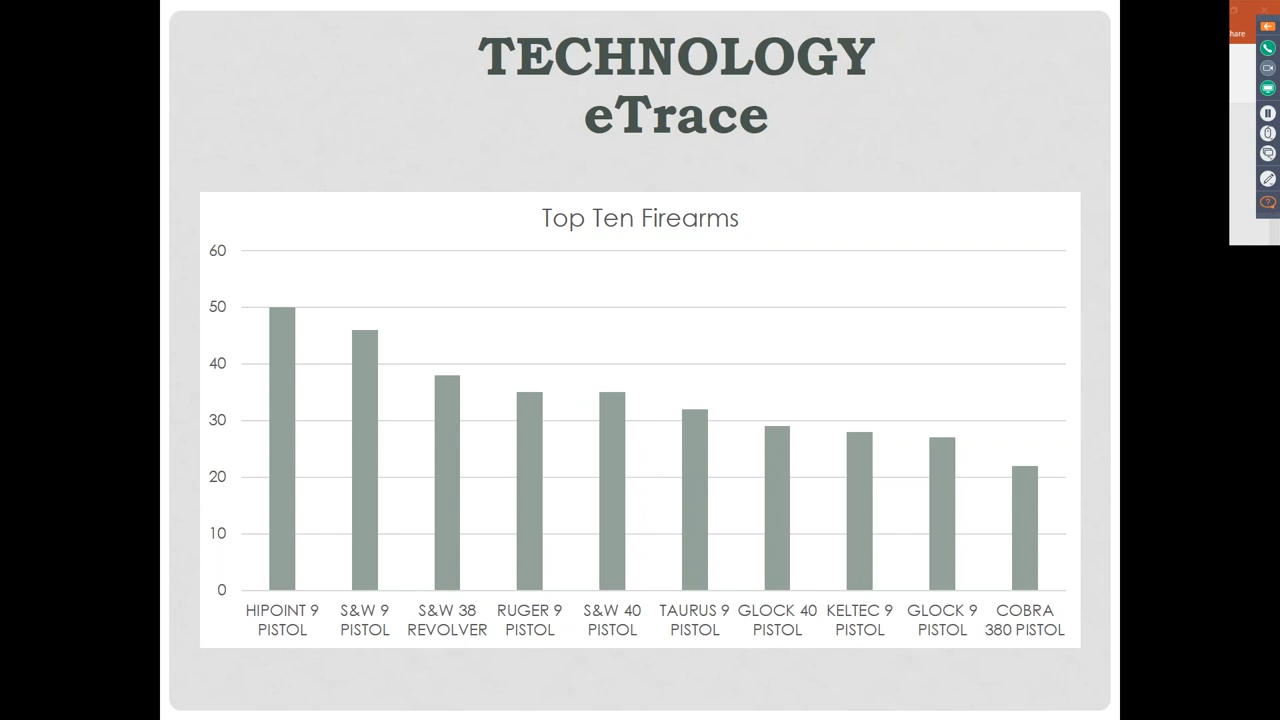 TECHNOLOGY
eTrace
hare
Top Ten Firearms
60
50
40
30
20
10
0
HIPOINT 9 PISTOL
S&W 9 PISTOL
S&W 38 REVOLVER
RUGER 9 PISTOL
S&W 40 PISTOL
TAURUS 9 PISTOL
GLOCK 40 PISTOL
KELTEC 9 PISTOL
GLOCK 9 PISTOL
COBRA 380 PISTOL